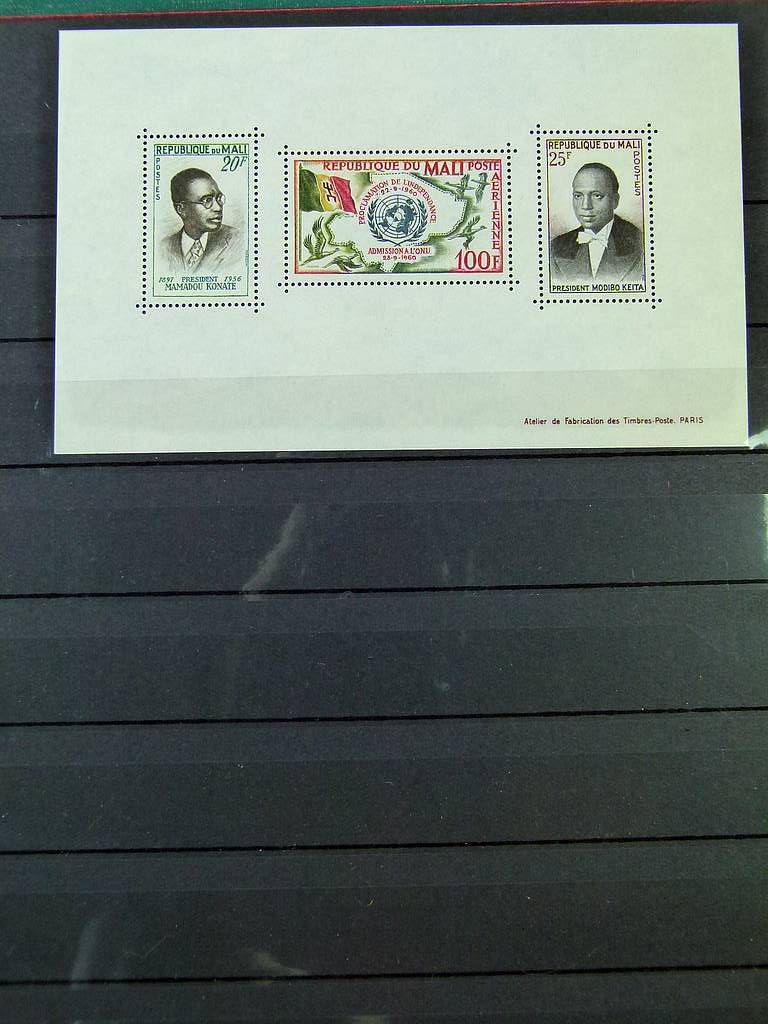 REPUBLIQUE DU MALI
POSTES
20F
1897 PRESIDENT 1956
MAMADOU KONATE
REPUBLIQUE DU MALI POSTE
AERIENNE
PROCLAMATION DE L'INDEPENDANCE
22-9-1960
ADMISSION A L'ONU
28-9-1960
100F
REPUBLIQUE DU MALI
25F
POSTES
PRESIDENT MODIBO KEITA
Atelier de Fabrication des Timbres-Poste. PARIS